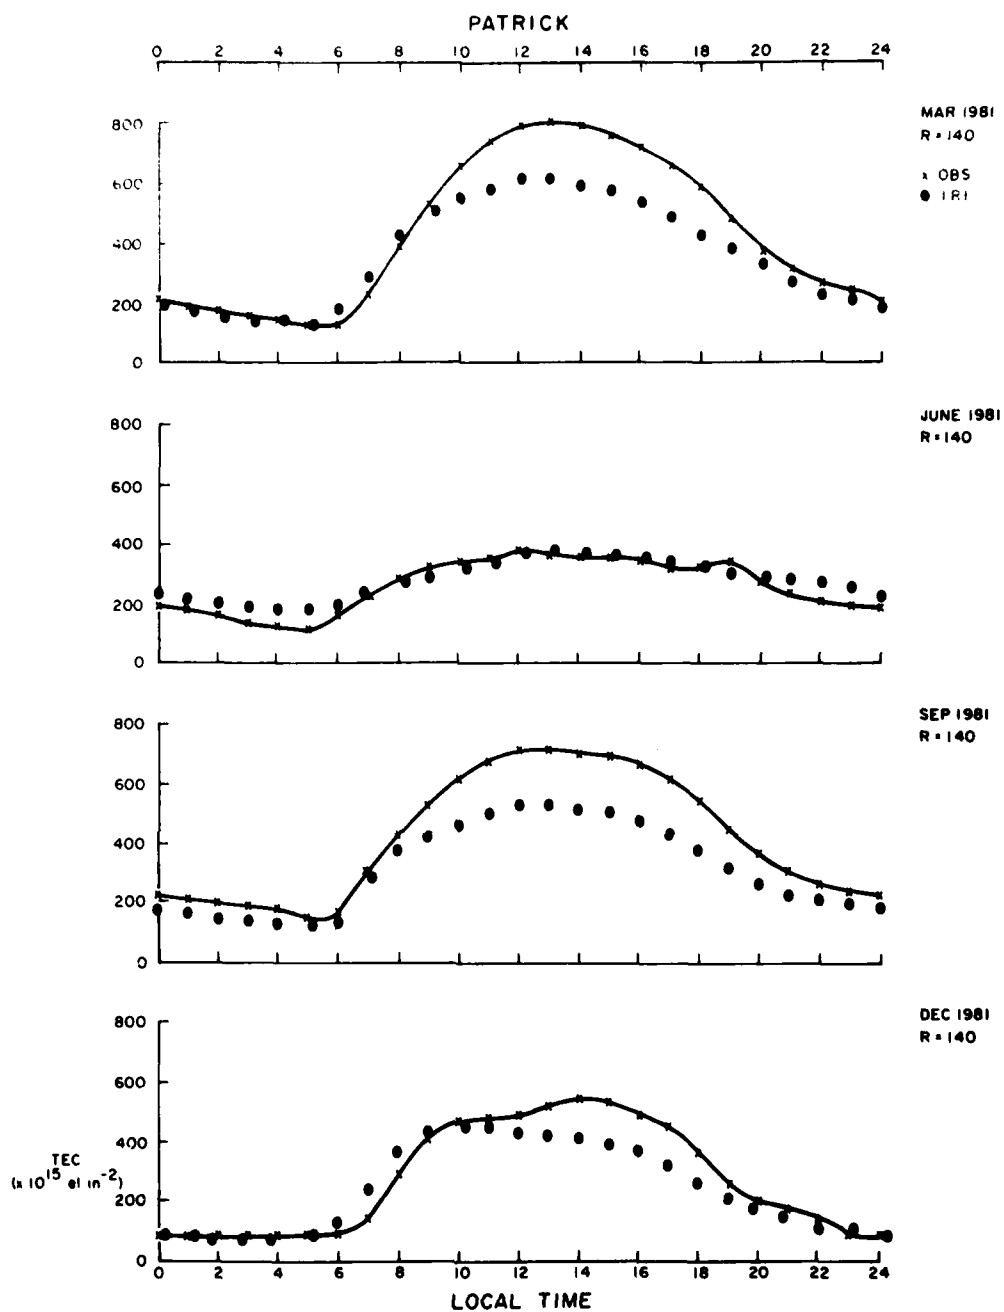 PATRICK
0 2 4 6 8 10 12 14 16 18 20 22 24
MAR 1981
R = 140
x OBS
● IRI
800
600
400
200
0
JUNE 1981
R = 140
800
600
400
200
0
SEP 1981
R = 140
800
600
400
200
0
DEC 1981
R = 140
800
600
400
200
0
TEC
(x 10^15 el m^-2)
0 2 4 6 8 10 12 14 16 18 20 22 24
LOCAL TIME